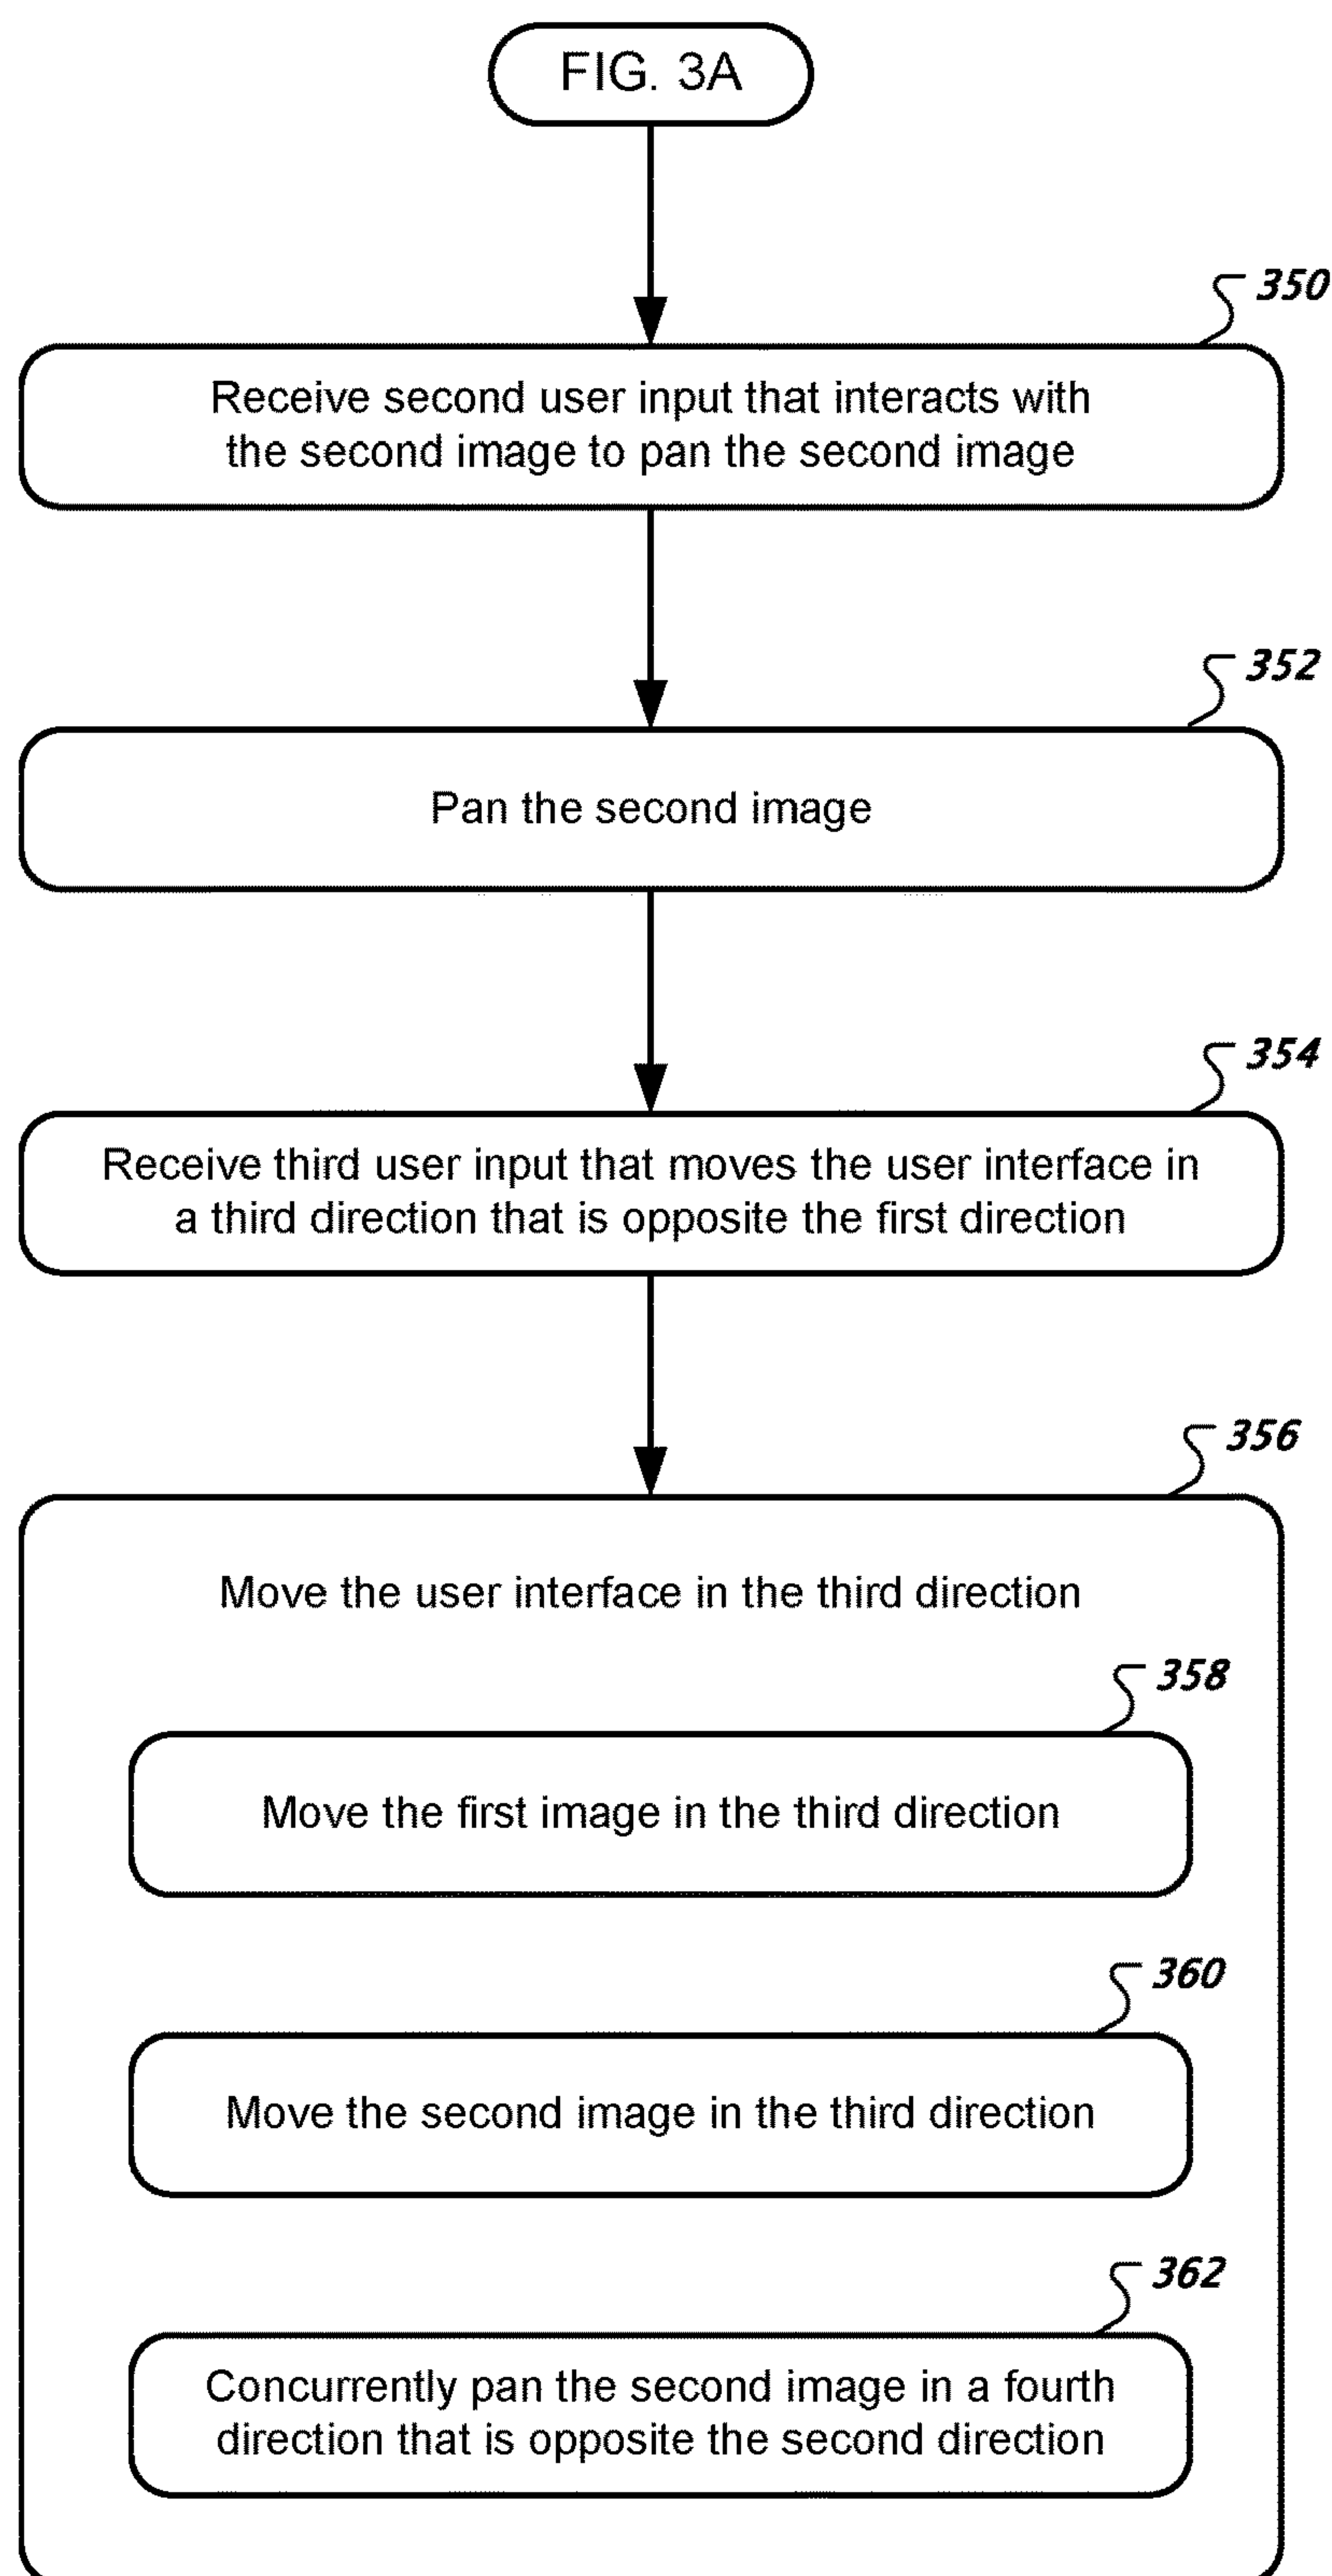 FIG. 3A
350
Receive second user input that interacts with
the second image to pan the second image
352
Pan the second image
354
Receive third user input that moves the user interface in
a third direction that is opposite the first direction
356
Move the user interface in the third direction
358
Move the first image in the third direction
360
Move the second image in the third direction
362
Concurrently pan the second image in a fourth
direction that is opposite the second direction